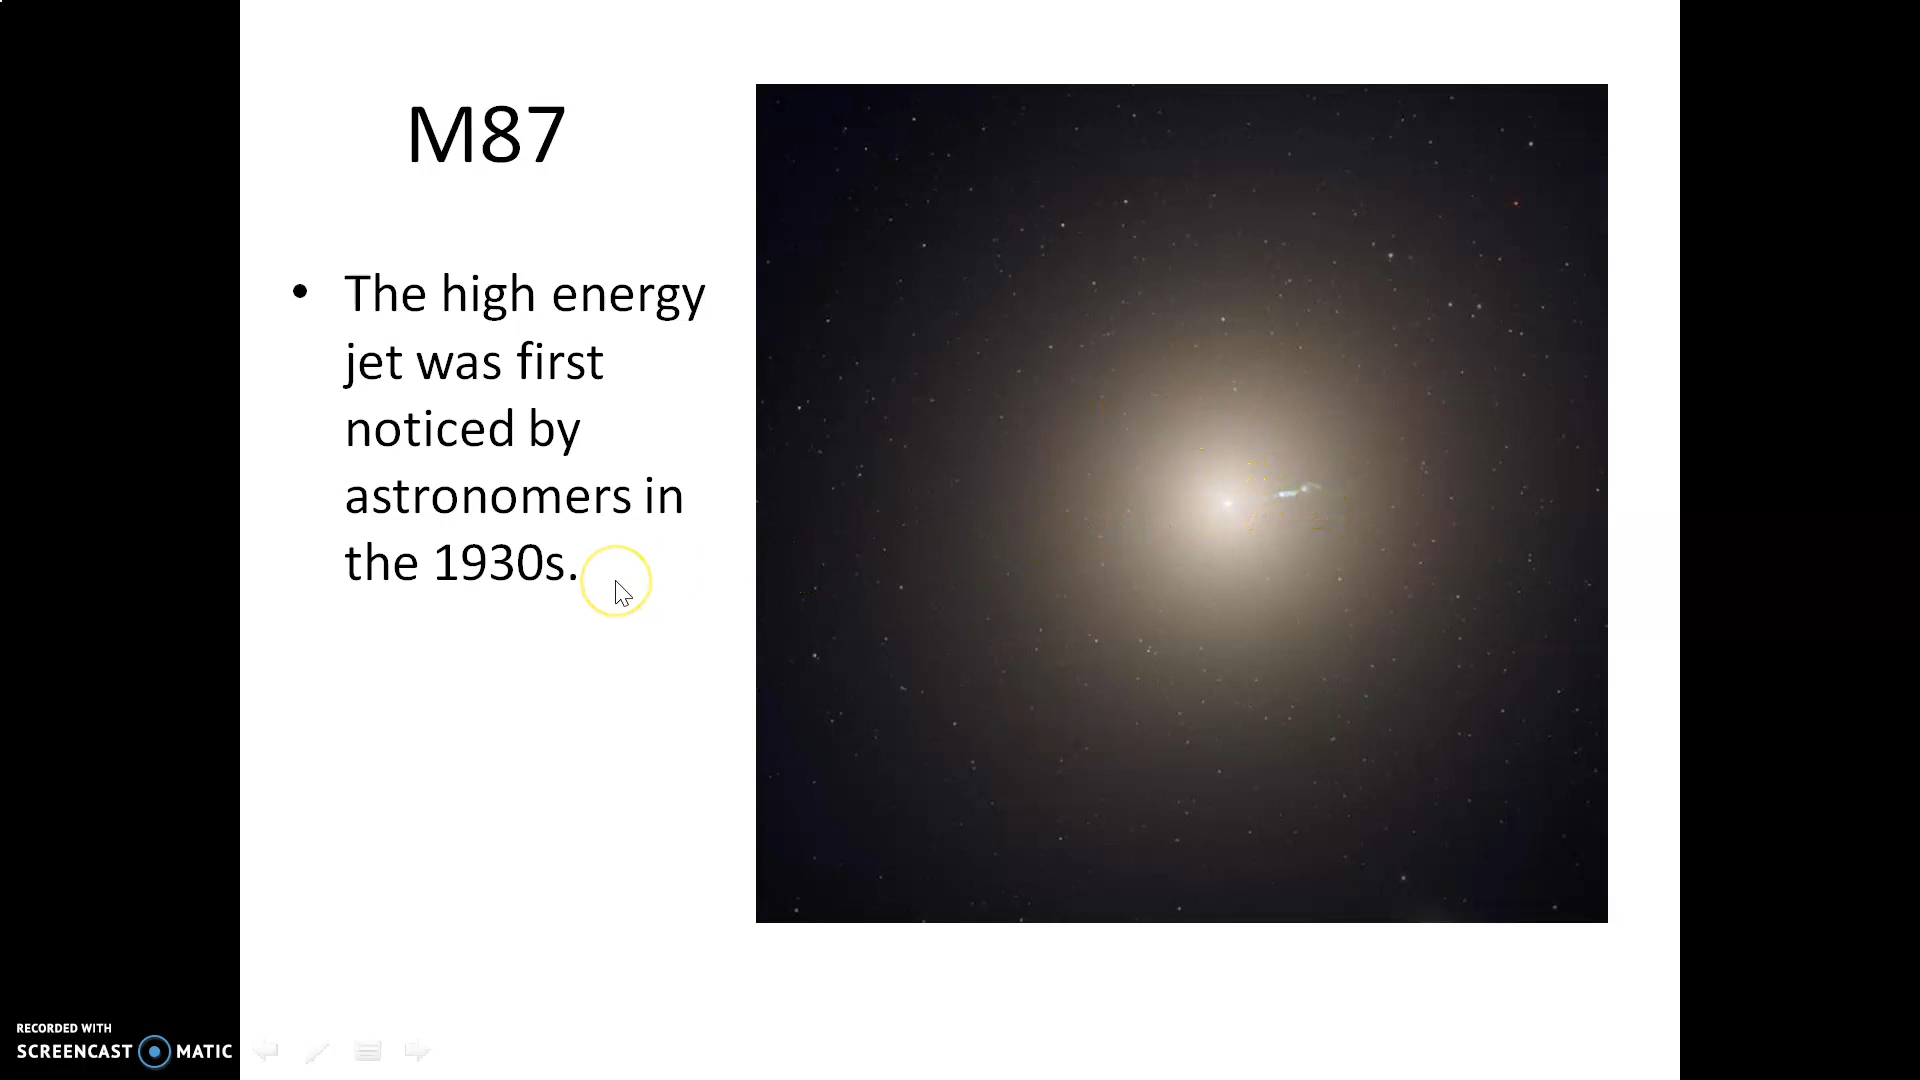 M87
• The high energy
jet was first
noticed by
astronomers in
the 1930s.
RECORDED WITH
SCREENCAST MATIC